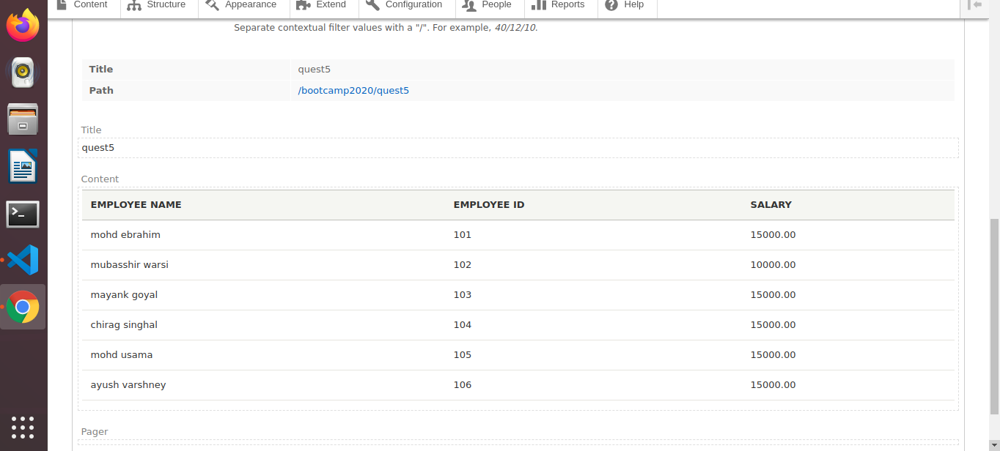 Content Structure Appearance Extend Configuration People Reports Help
Separate contextual filter values with a "/". For example, 40/12/10.
Title quest5
Path /bootcamp2020/quest5
Title
quest5
Content
EMPLOYEE NAME EMPLOYEE ID SALARY
mohd ebrahim 101 15000.00
mubasshir warsi 102 10000.00
mayank goyal 103 15000.00
chirag singhal 104 15000.00
mohd usama 105 15000.00
ayush varshney 106 15000.00
Pager